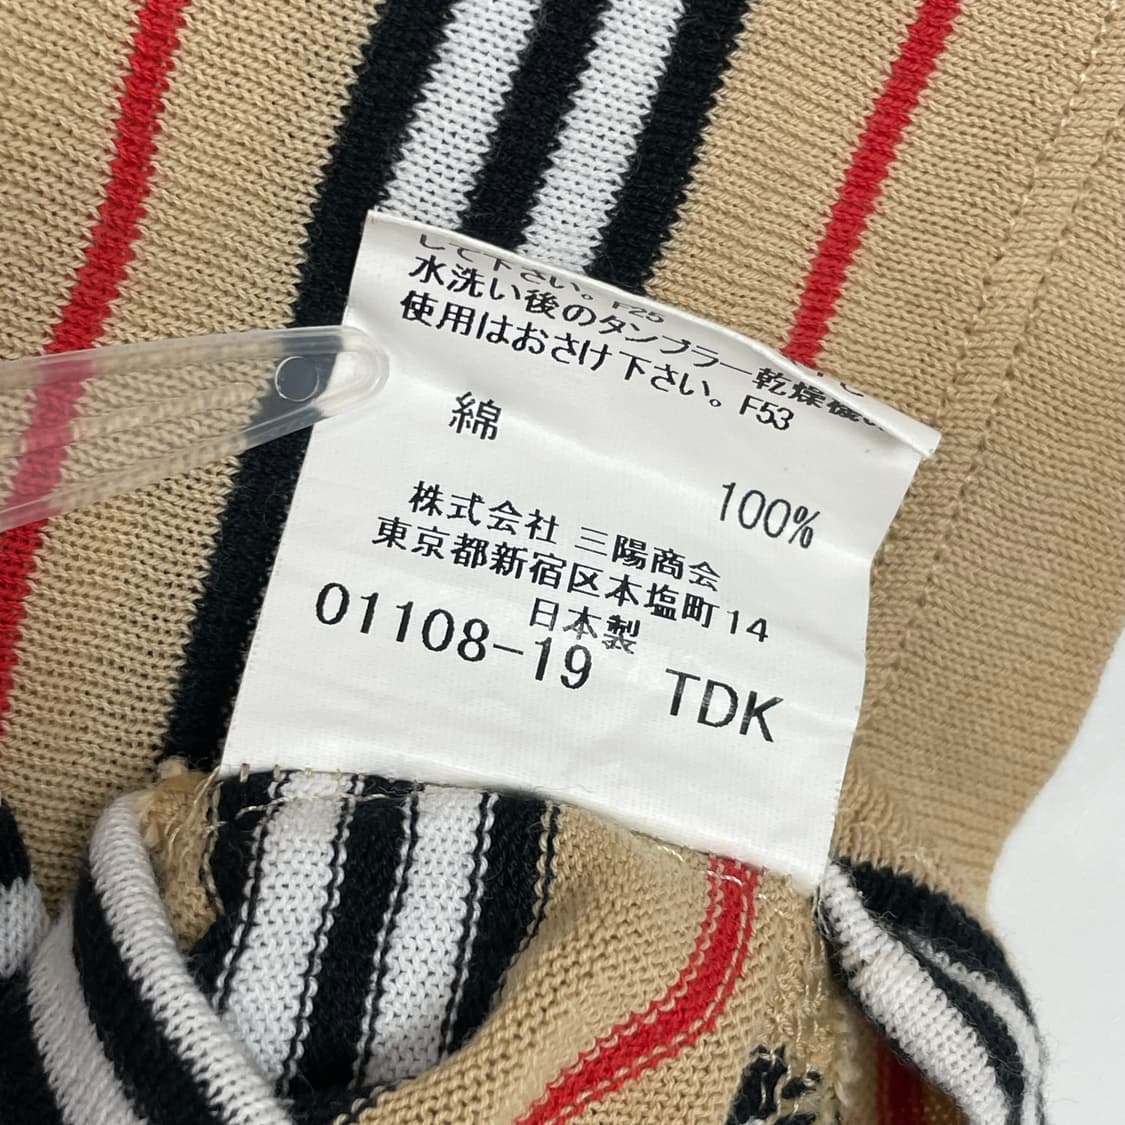 して下さい。F25
水洗い後のタンブラー乾燥機の
使用はおさけ下さい。F53
綿
100%
株式会社 三陽商会
東京都新宿区本塩町14
日本製
01108-19 TDK